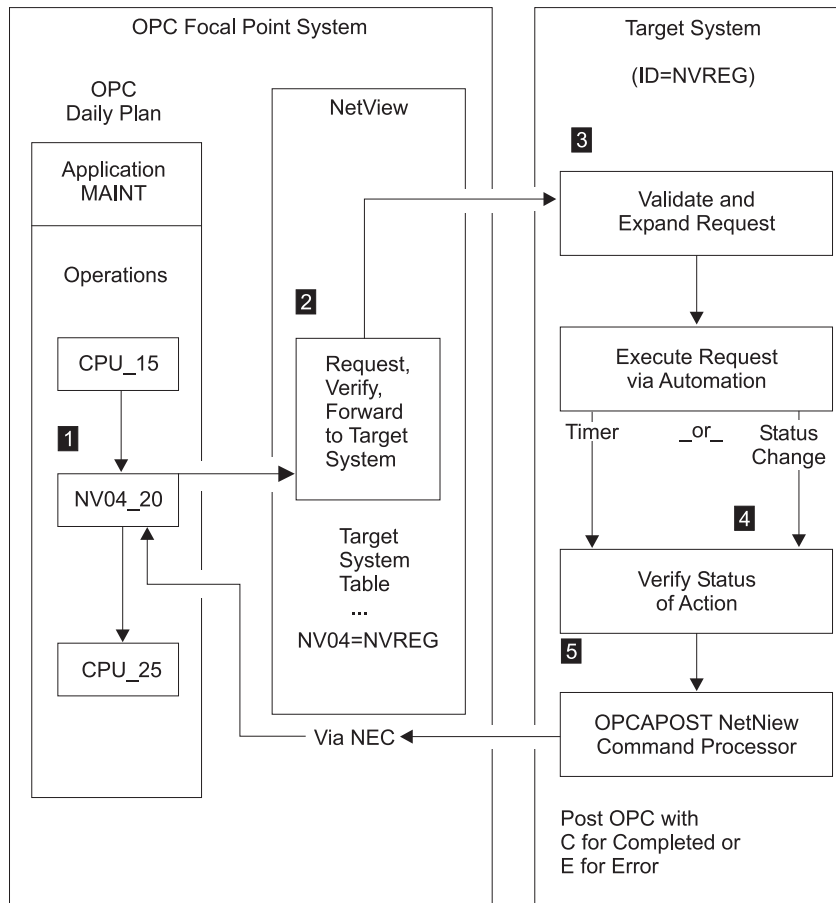 OPC Focal Point System
OPC
Daily Plan
Application
MAINT
Operations
CPU_15
1
NV04_20
CPU_25
NetView
2
Request,
Verify,
Forward
to Target
System
Target
System
Table
...
NV04=NVREG
Via NEC
Target System
(ID=NVREG)
3
Validate and
Expand Request
Execute Request
via Automation
Timer
_or_
Status
Change
4
Verify Status
of Action
5
OPCAPOST NetNiew
Command Processor
Post OPC with
C for Completed or
E for Error